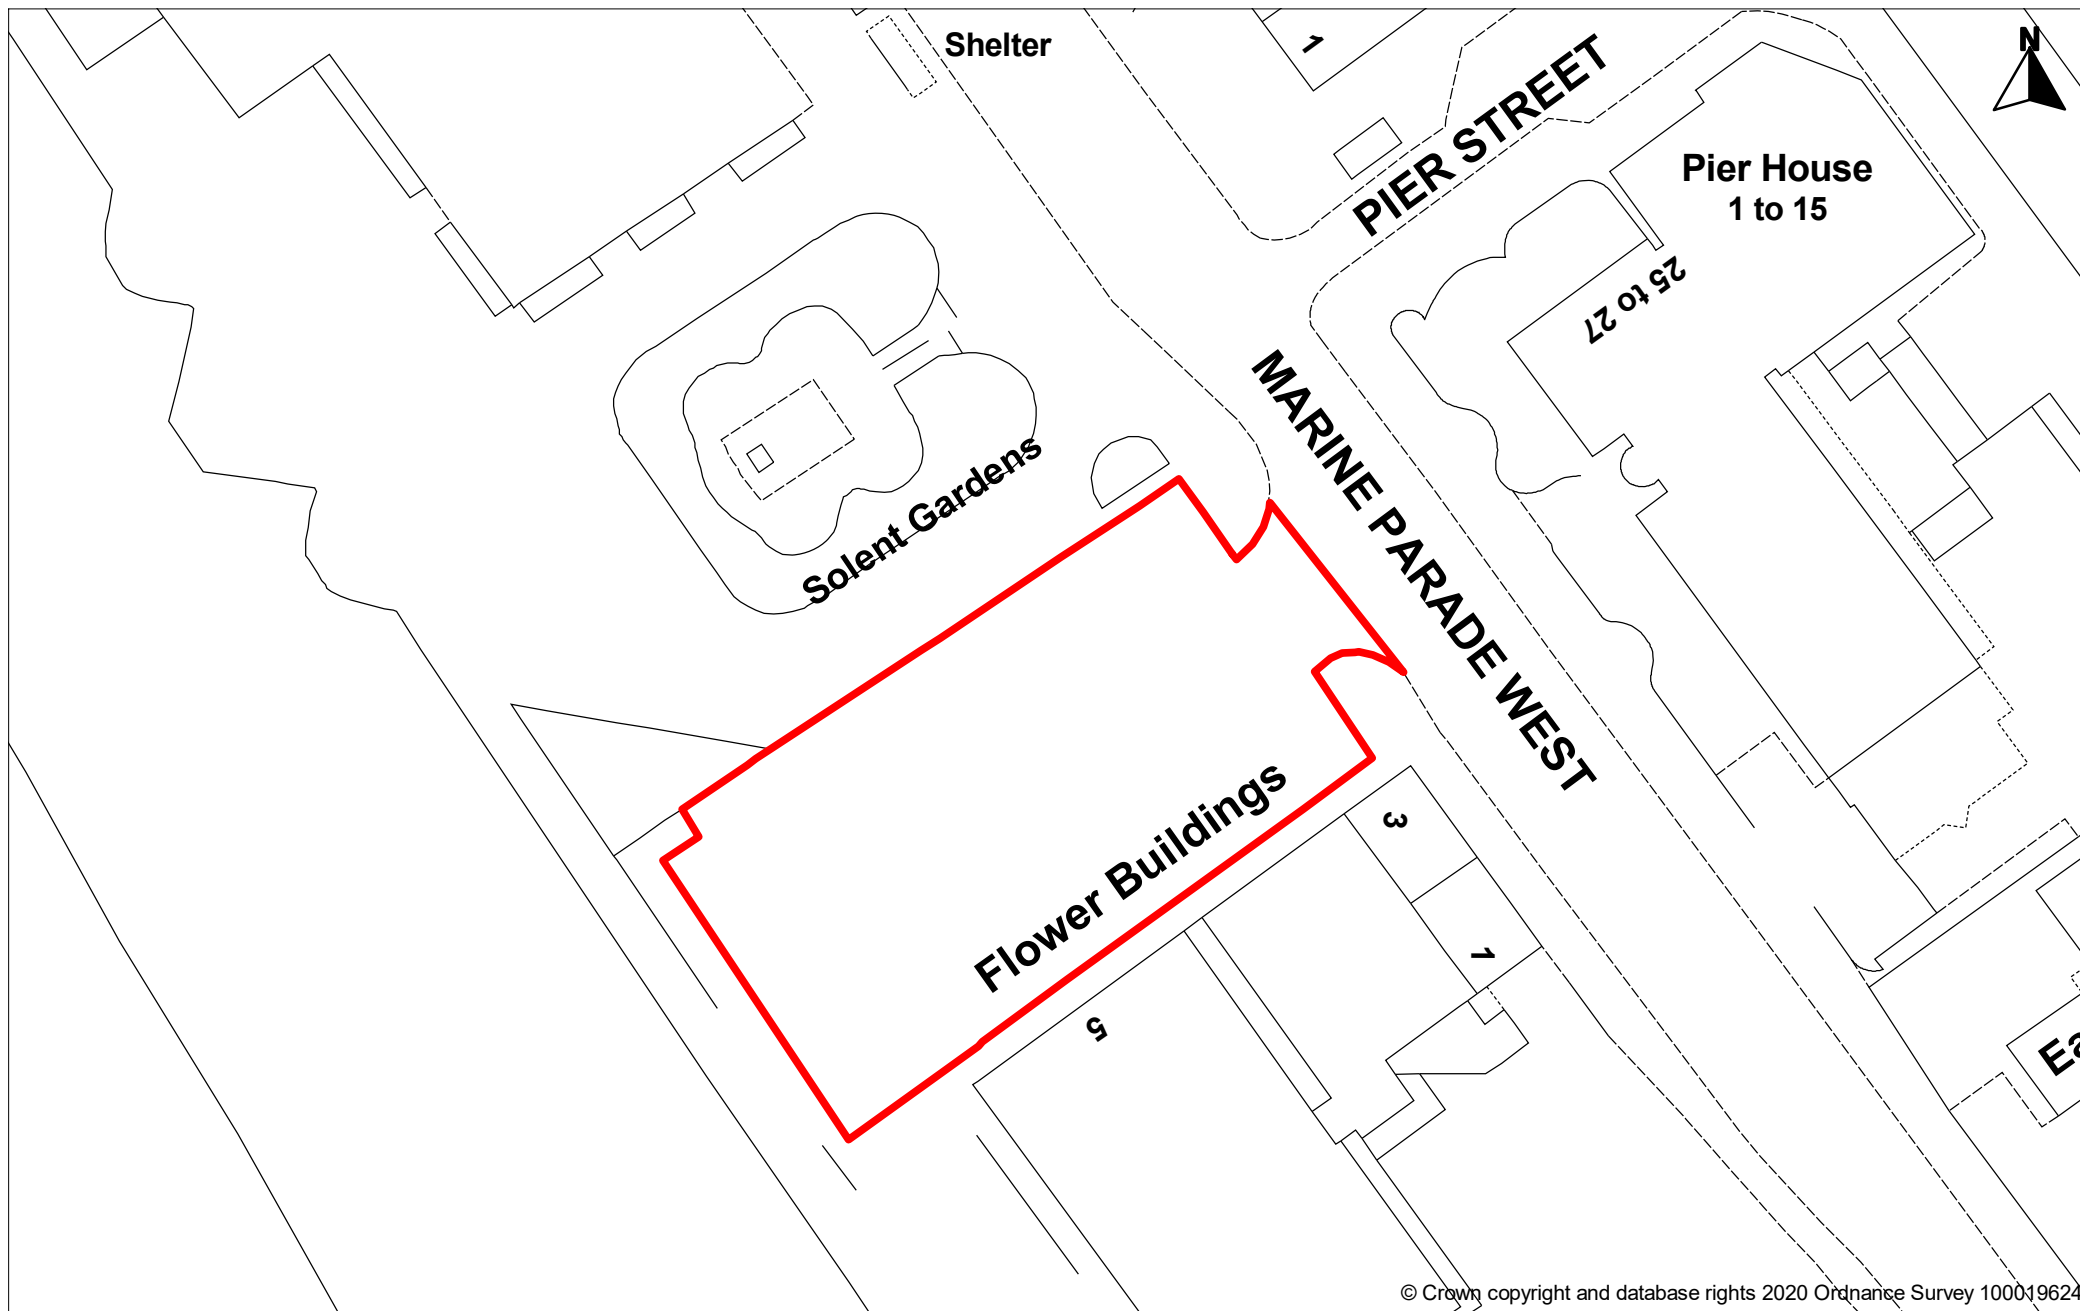 Shelter
1
N
PIER STREET
Pier House
1 to 15
25 to 27
MARINE PARADE WEST
Solent Gardens
Flower Buildings
3
1
5
Ea
© Crown copyright and database rights 2020 Ordnance Survey 100019624